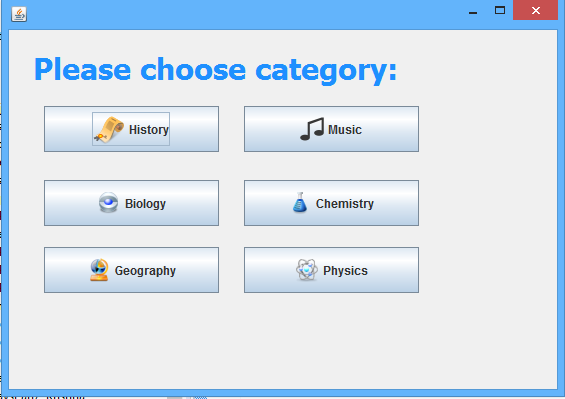 Please choose category:
History
Music
Biology
Chemistry
Geography
Physics